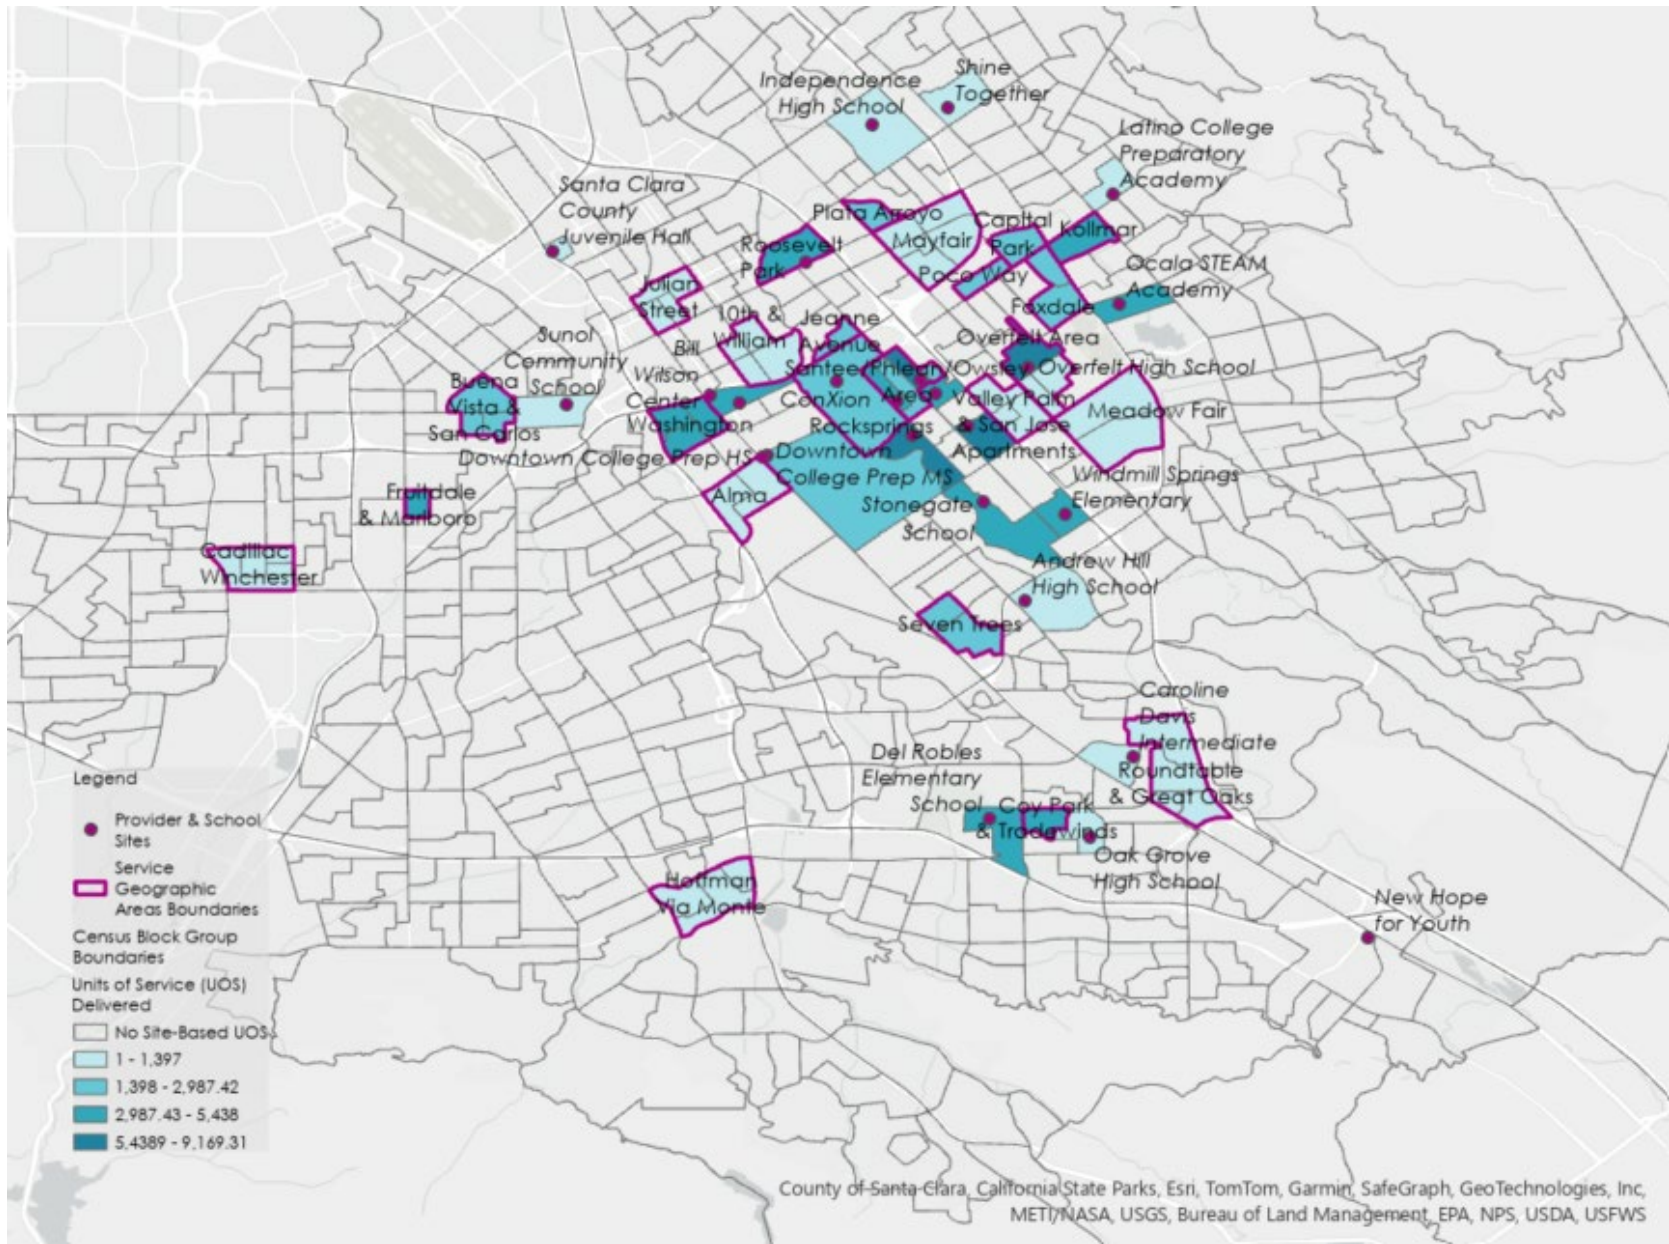 Shine
Together
Independence
High School
Latino College
Preparatory
Academy
Santa Clara
County
Juvenile Hall
Plata Arroyo
Mayfair
Capital
Park
Kollmar
Roosevelt
Park
Poco Way
Ocala STEAM
Academy
Julian
Street
Foxdale
10th &
William
Jeanne
Avenue
Sunol
Community
School
Overfelt Area
Overfelt High School
Bill
Wilson
Center
Santee/Phlean/Owsley
Area
Buena
Vista &
San Carlos
ConXion
Valley Palm
& San Jose
Apartments
Meadow Fair
Washington
Rocksprings
Downtown College Prep HS
Downtown
College Prep MS
Windmill Springs
Elementary
Alma
Stonegate
School
Fruitdale
& Marlboro
Cadillac
Winchester
Andrew Hill
High School
Seven Trees
Caroline
Davis
Intermediate
Roundtable
& Great Oaks
Del Robles
Elementary
School
Coy Park
& Tradewinds
Oak Grove
High School
Hoffman
Via Monte
New Hope
for Youth
Legend
Provider & School
Sites
Service
Geographic
Areas Boundaries
Census Block Group
Boundaries
Units of Service (UOS)
Delivered
No Site-Based UOS
1 - 1,397
1,398 - 2,987.42
2,987.43 - 5,438
5,4389 - 9,169.31
County of Santa Clara, California State Parks, Esri, TomTom, Garmin, SafeGraph, GeoTechnologies, Inc,
METI/NASA, USGS, Bureau of Land Management, EPA, NPS, USDA, USFWS